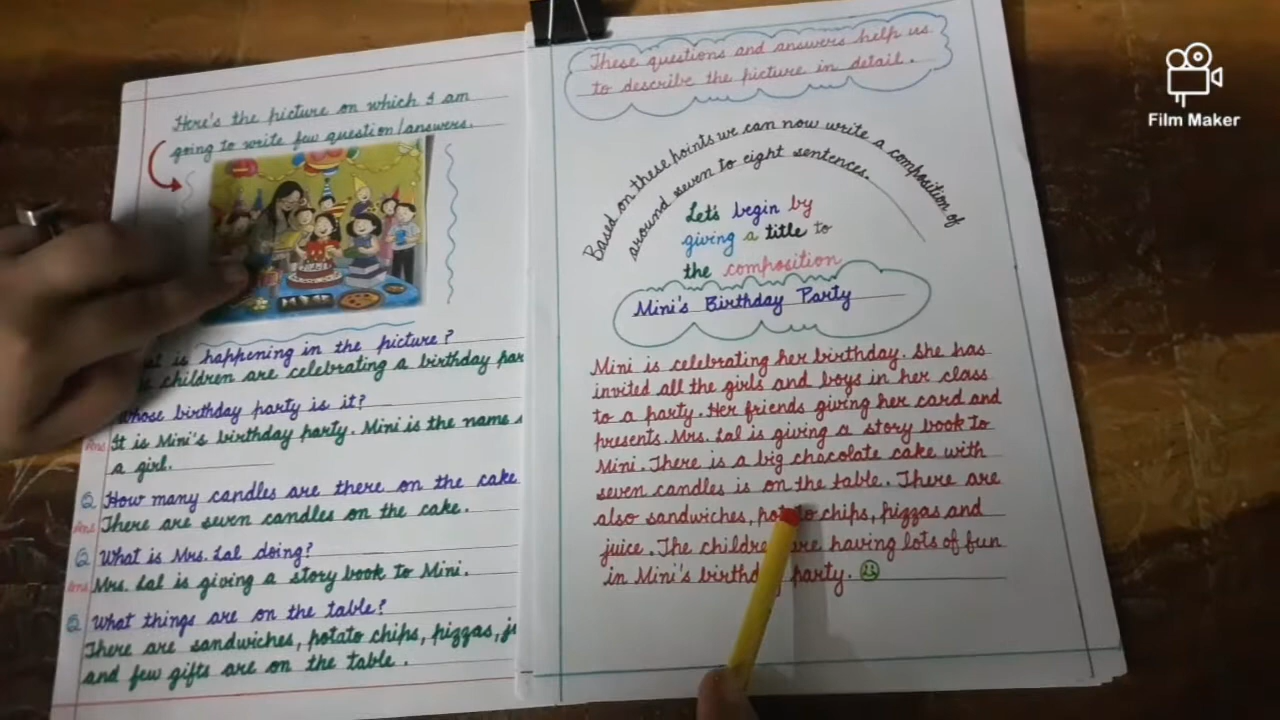 Here's the picture on which I am
going to write few question/answers.
is happening in the picture?
children are celebrating a birthday par
whose birthday party is it?
Ans It is Mini's birthday party. Mini is the name
a girl.
Q How many candles are there on the cake
Ans There are seven candles on the cake.
Q What is Mrs. Lal doing?
Ans Mrs. Lal is giving a story book to Mini.
Q What things are on the table?
There are sandwiches, potato chips, pizzas,
and few gifts are on the table.
These questions and answers help us
to describe the picture in detail.
Based on these points we can now write a composition of
around seven to eight sentences.
Let's begin by
giving a title to
the composition
Mini's Birthday Party
Mini is celebrating her birthday. She has
invited all the girls and boys in her class
to a party. Her friends giving her card and
presents. Mrs. Lal is giving a story book to
Mini. There is a big chocolate cake with
seven candles is on the table. There are
also sandwiches, potato chips, pizzas and
juice. The children are having lots of fun
in Mini's birthday party.
Film Maker